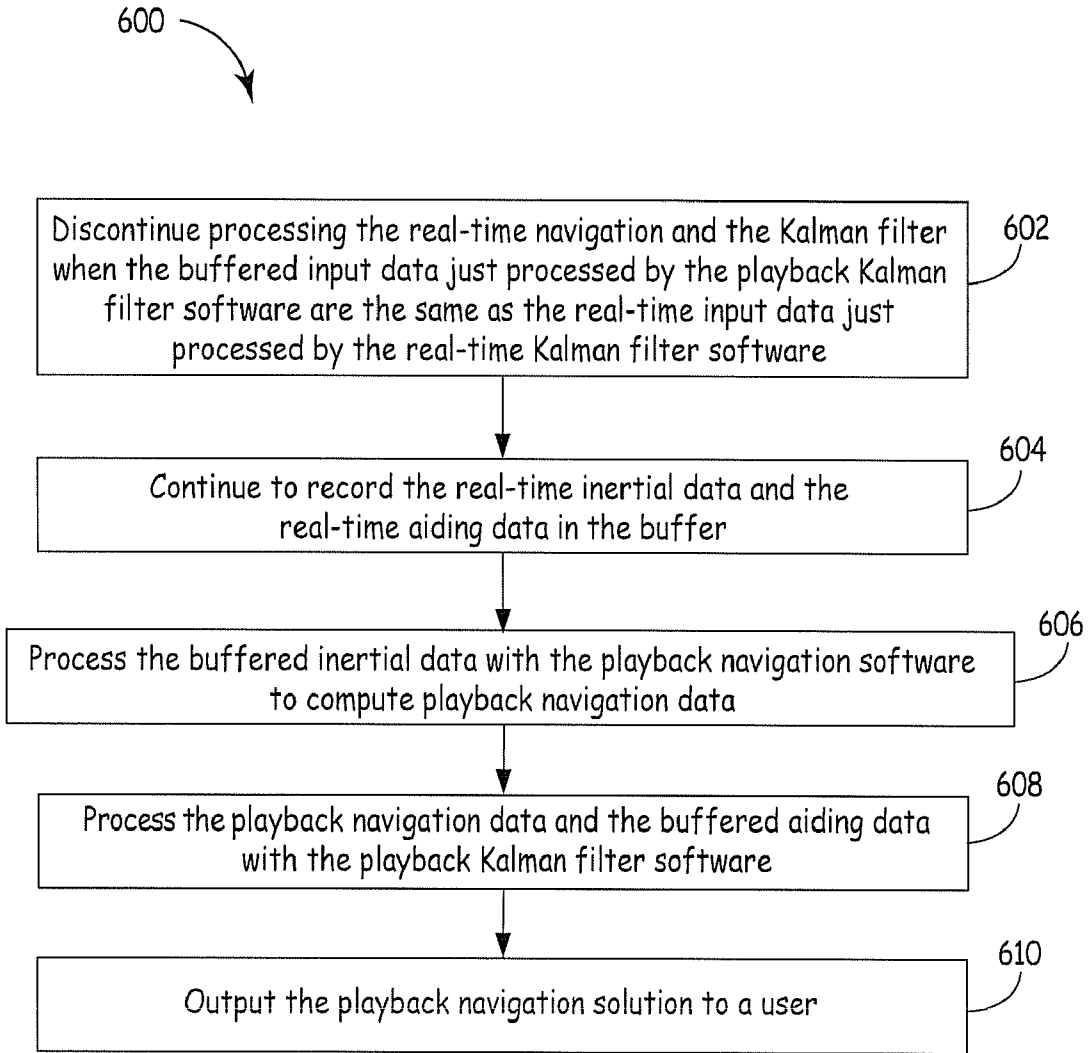 600
Discontinue processing the real-time navigation and the Kalman filter
when the buffered input data just processed by the playback Kalman
filter software are the same as the real-time input data just
processed by the real-time Kalman filter software
602
Continue to record the real-time inertial data and the
real-time aiding data in the buffer
604
Process the buffered inertial data with the playback navigation software
to compute playback navigation data
606
Process the playback navigation data and the buffered aiding data
with the playback Kalman filter software
608
Output the playback navigation solution to a user
610